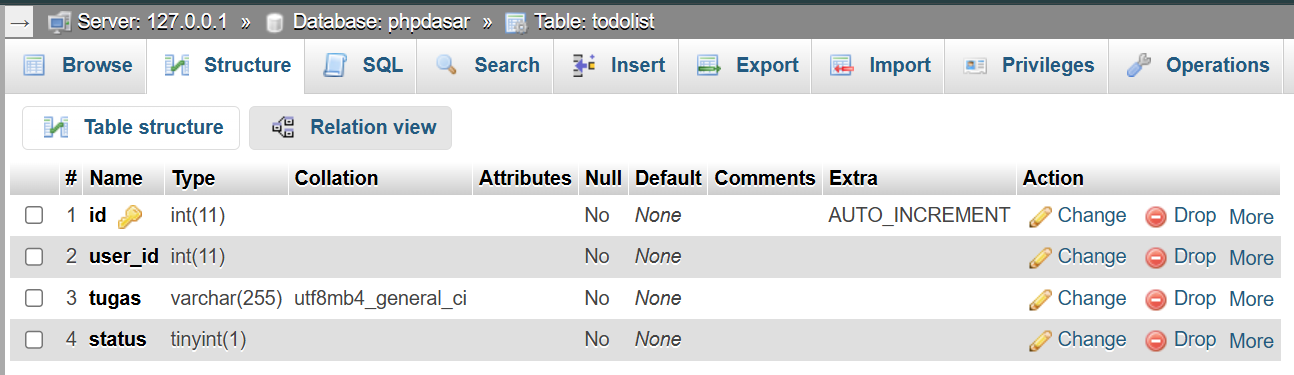 Server: 127.0.0.1 » Database: phpdasar » Table: todolist
Browse Structure SQL Search Insert Export Import Privileges Operations
Table structure Relation view
# Name Type Collation Attributes Null Default Comments Extra Action
1 id int(11) No None AUTO_INCREMENT Change Drop More
2 user_id int(11) No None Change Drop More
3 tugas varchar(255) utf8mb4_general_ci No None Change Drop More
4 status tinyint(1) No None Change Drop More